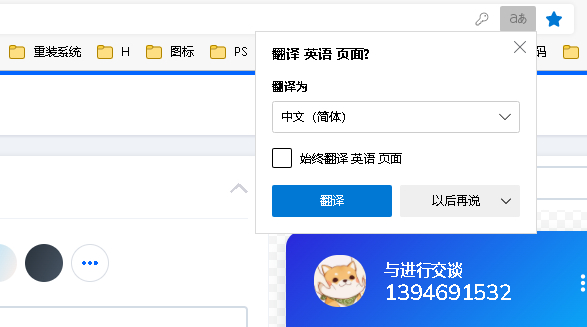 aあ
重装系统 H 图标 PS 码
翻译 英语 页面?
翻译为
中文（简体）
始终翻译 英语 页面
翻译 以后再说
与进行交谈
1394691532